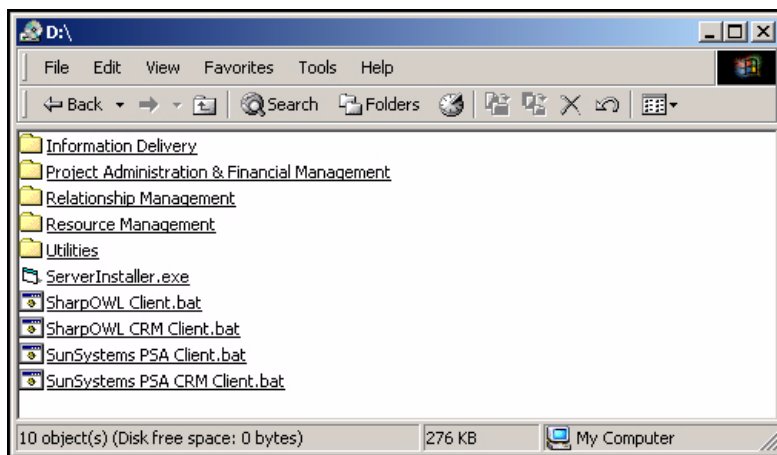 D:\
File Edit View Favorites Tools Help
Back Search Folders
Information Delivery
Project Administration & Financial Management
Relationship Management
Resource Management
Utilities
ServerInstaller.exe
SharpOWL Client.bat
SharpOWL CRM Client.bat
SunSystems PSA Client.bat
SunSystems PSA CRM Client.bat
10 object(s) (Disk free space: 0 bytes) 276 KB My Computer